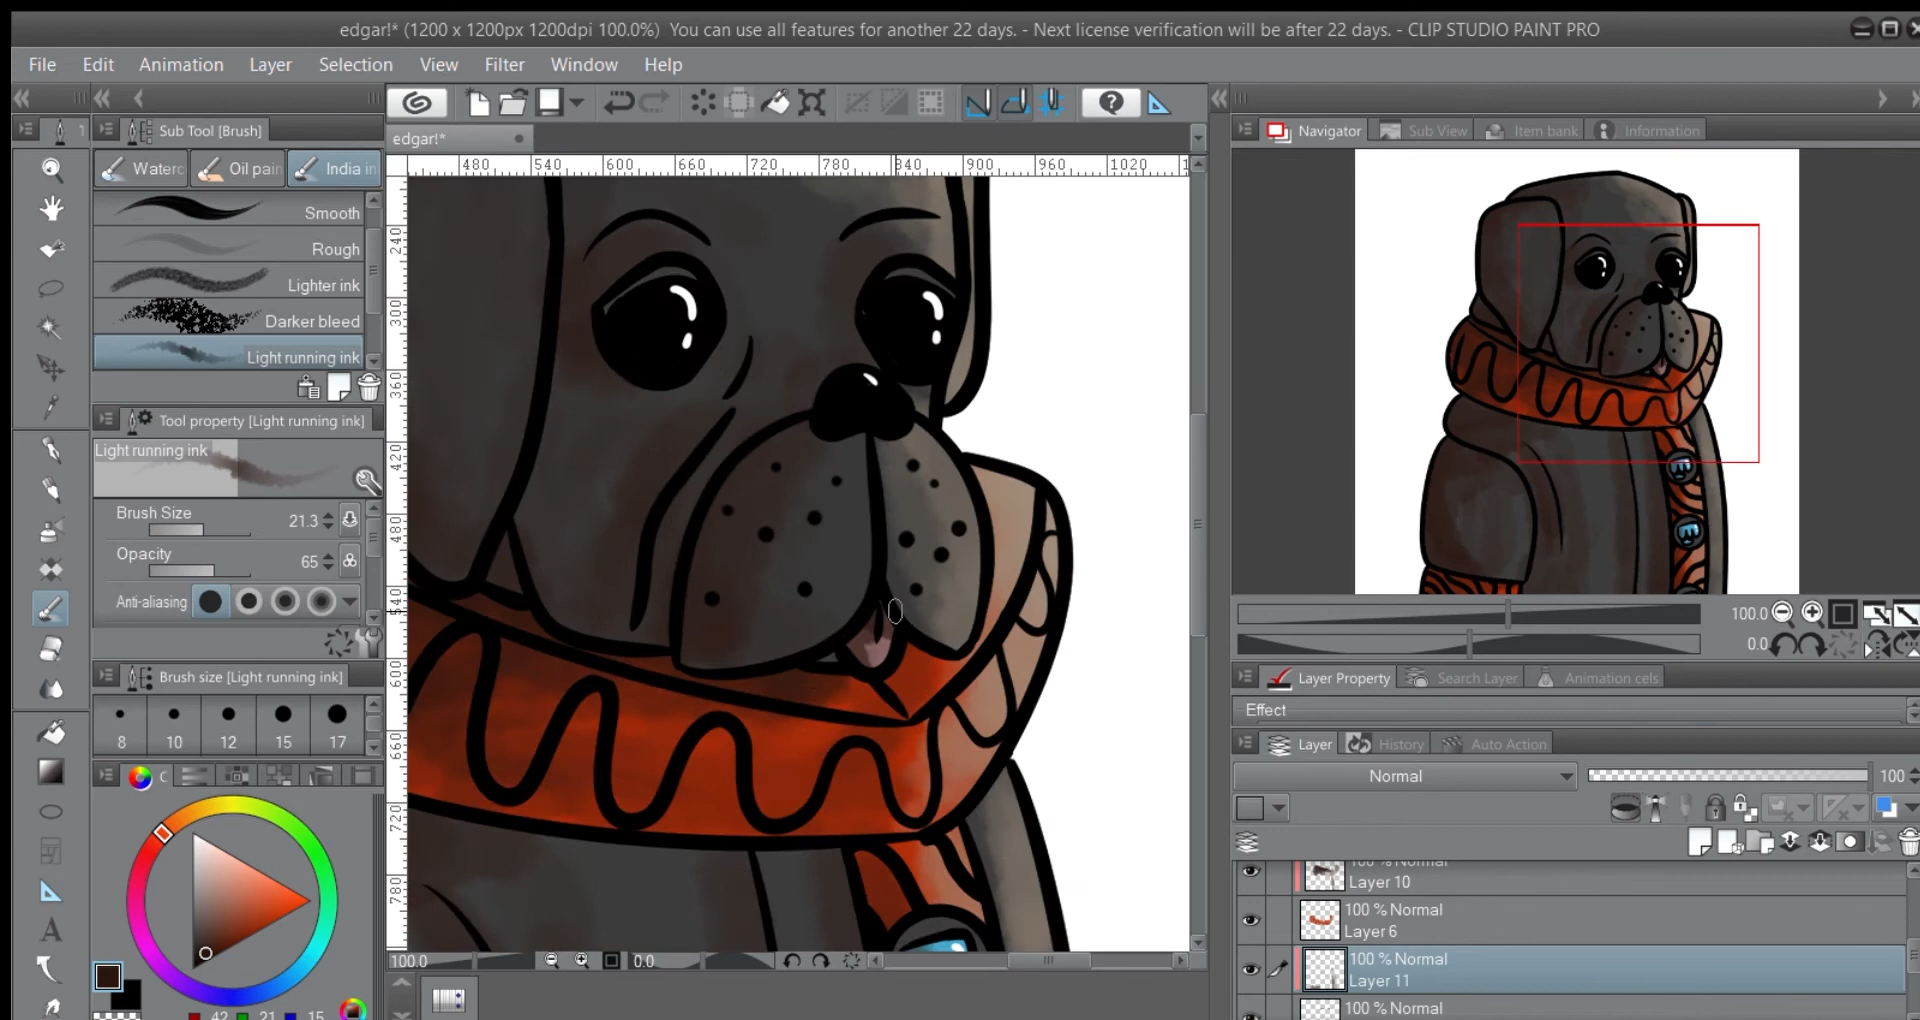 edgar!* (1200 x 1200px 1200dpi 100.0%)  You can use all features for another 22 days. - Next license verification will be after 22 days. - CLIP STUDIO PAINT PRO
File Edit Animation Layer Selection View Filter Window Help
Sub Tool [Brush]
Waterc Oil pain India in
Smooth
Rough
Lighter ink
Darker bleed
Light running ink
Tool property [Light running ink]
Light running ink
Brush Size 21.3
Opacity 65
Anti-aliasing
Brush size [Light running ink]
8 10 12 15 17
C
42 21 15
edgar!*
480 540 600 660 720 780 840 900 960 1020
240
300
360
420
480
540
600
660
720
780
100.0 0.0
Navigator Sub View Item bank Information
100.0
0.0
Layer Property Search Layer Animation cels
Effect
Layer History Auto Action
Normal 100
100 % Normal
Layer 10
100 % Normal
Layer 6
100 % Normal
Layer 11
100 % Normal